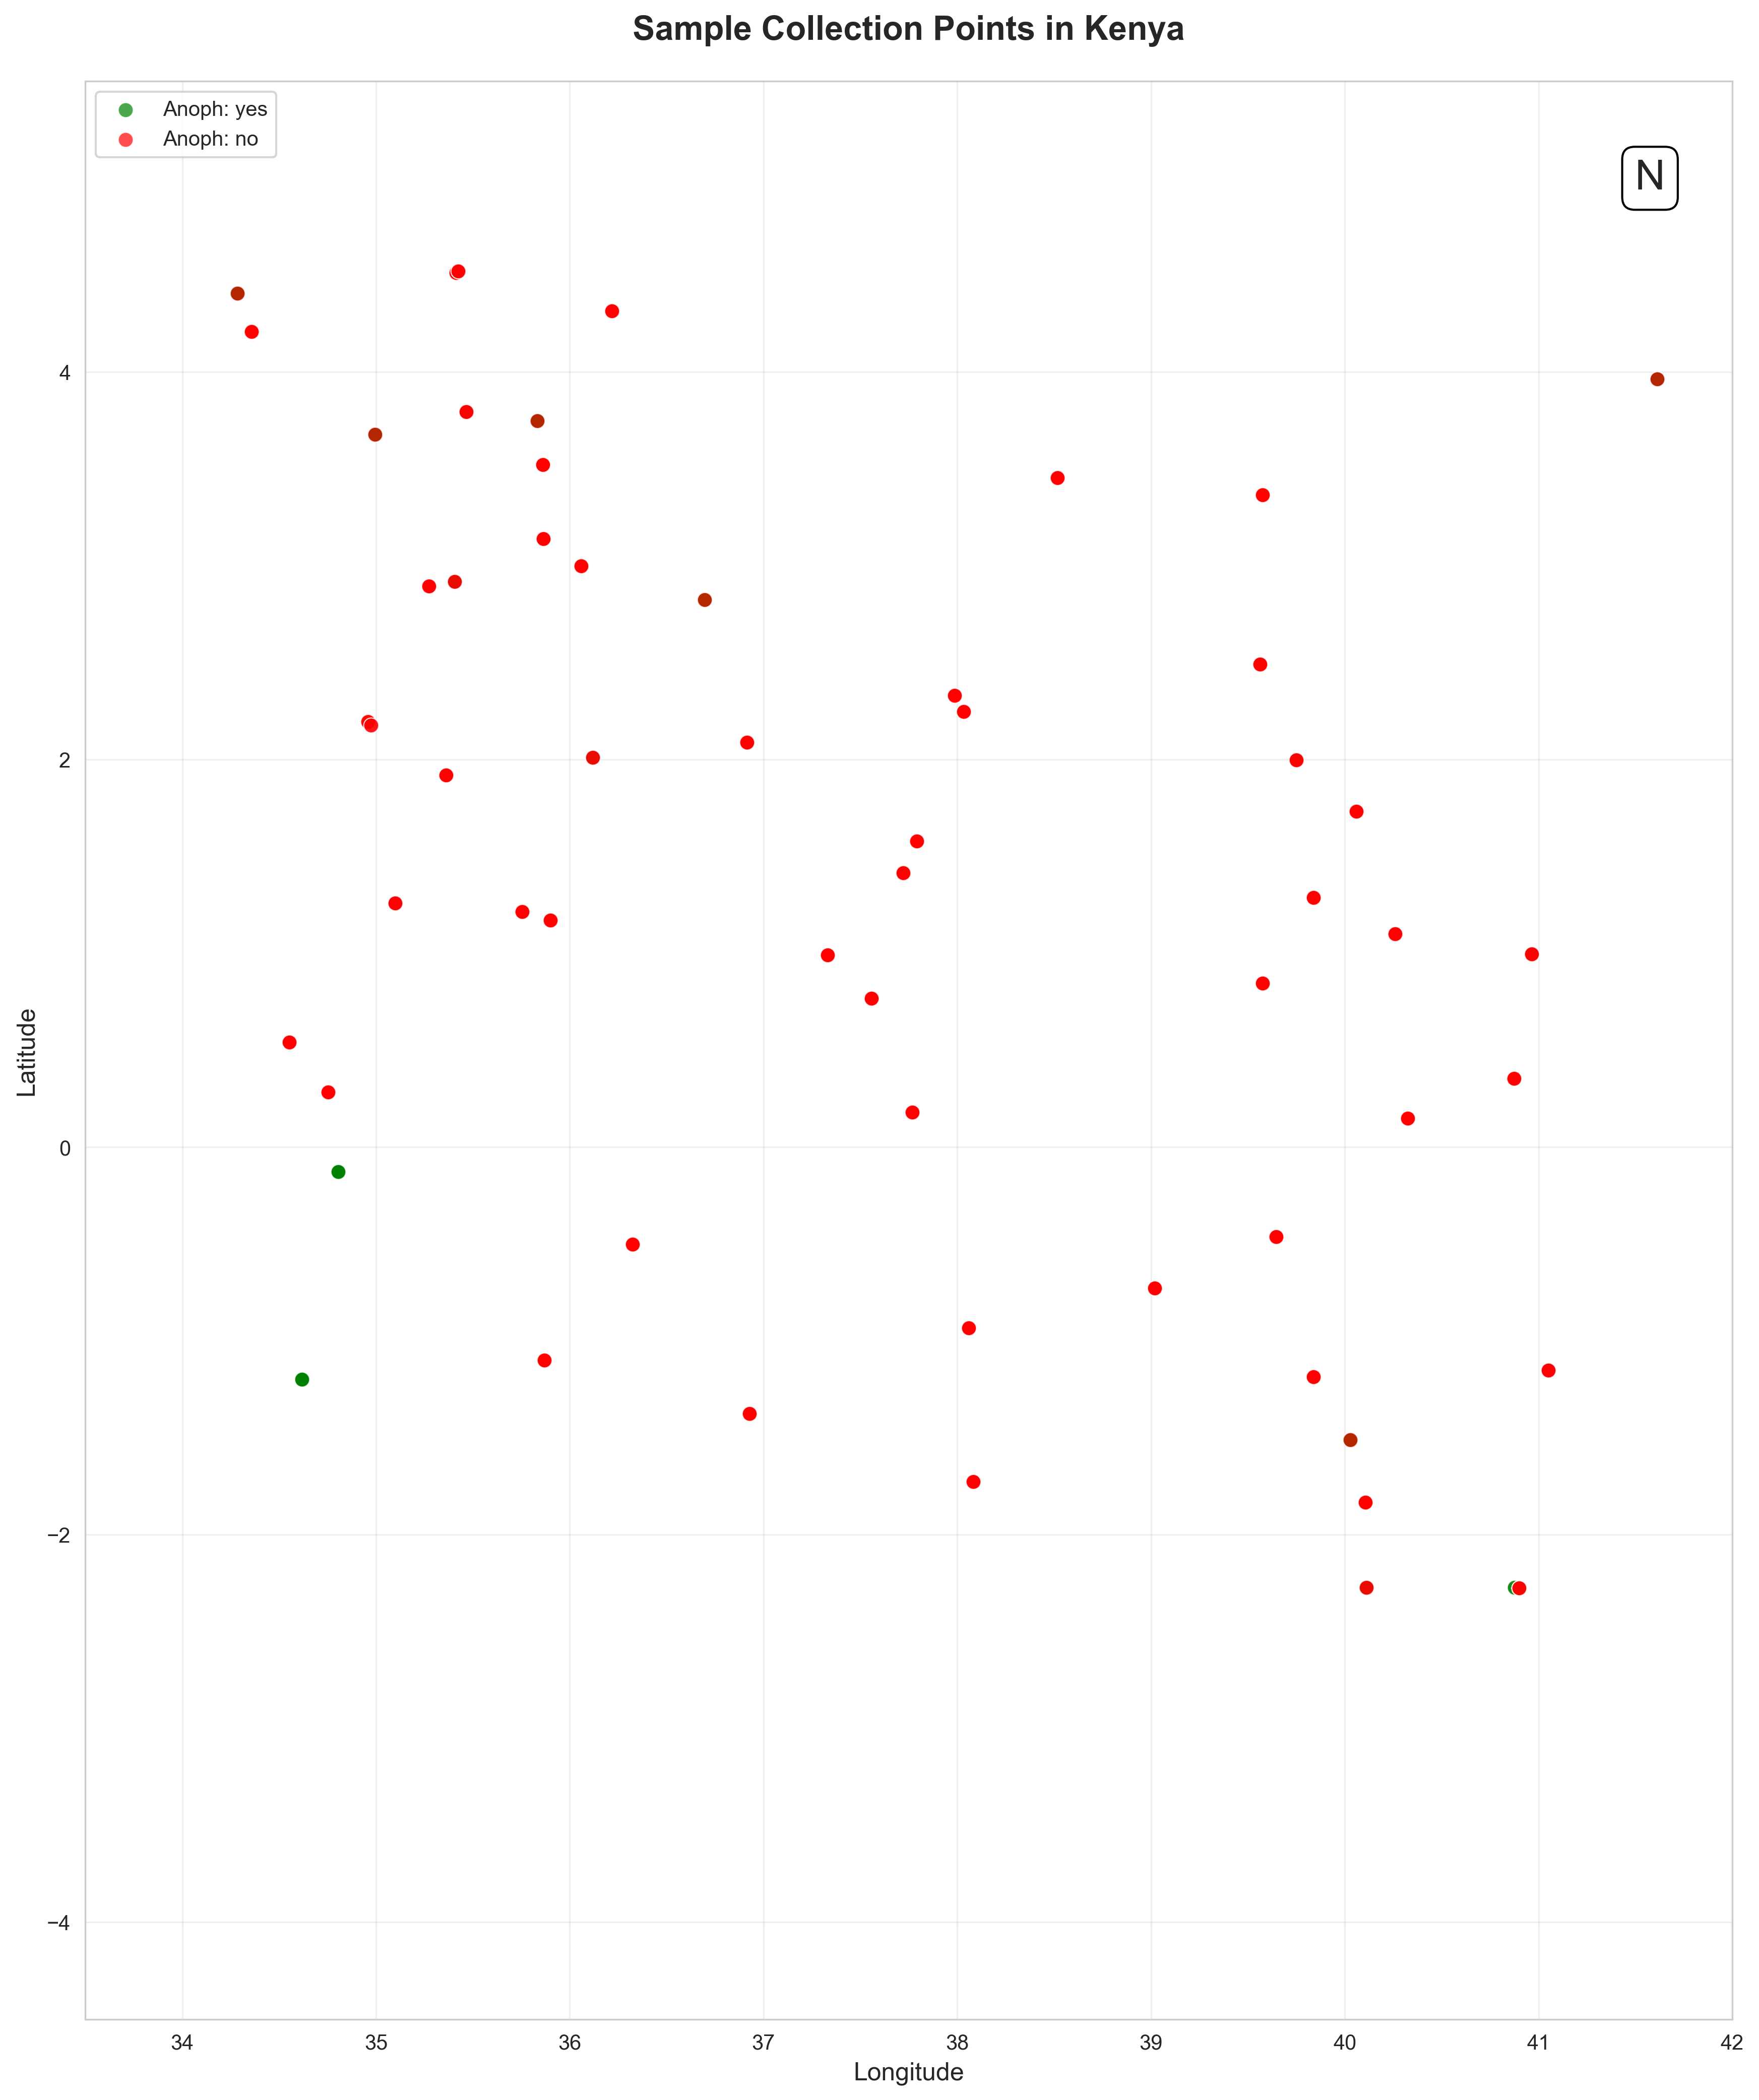 Sample Collection Points in Kenya
Anoph: yes
Anoph: no
N
4
2
0
−2
−4
Latitude
34 35 36 37 38 39 40 41 42
Longitude